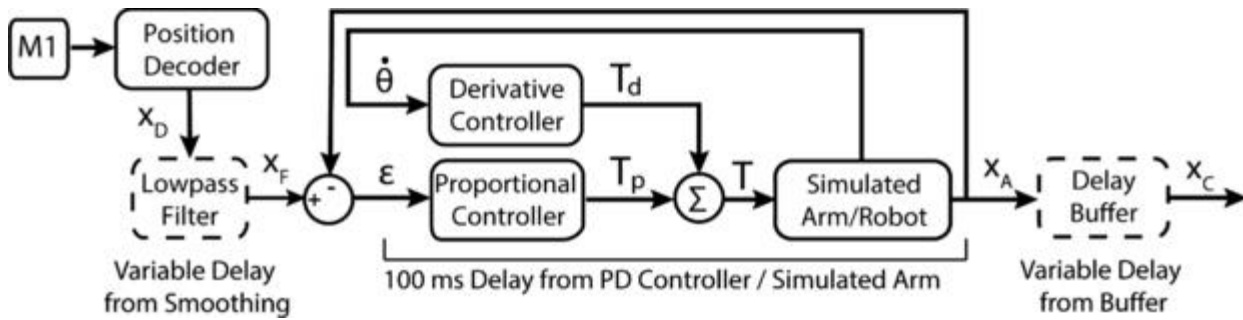 M1
Position
Decoder
x_D
Lowpass
Filter
x_F
+
-
ε
θ̇
Derivative
Controller
T_d
Proportional
Controller
T_p
Σ
T
Simulated
Arm/Robot
x_A
Delay
Buffer
x_C
Variable Delay
from Smoothing
100 ms Delay from PD Controller / Simulated Arm
Variable Delay
from Buffer